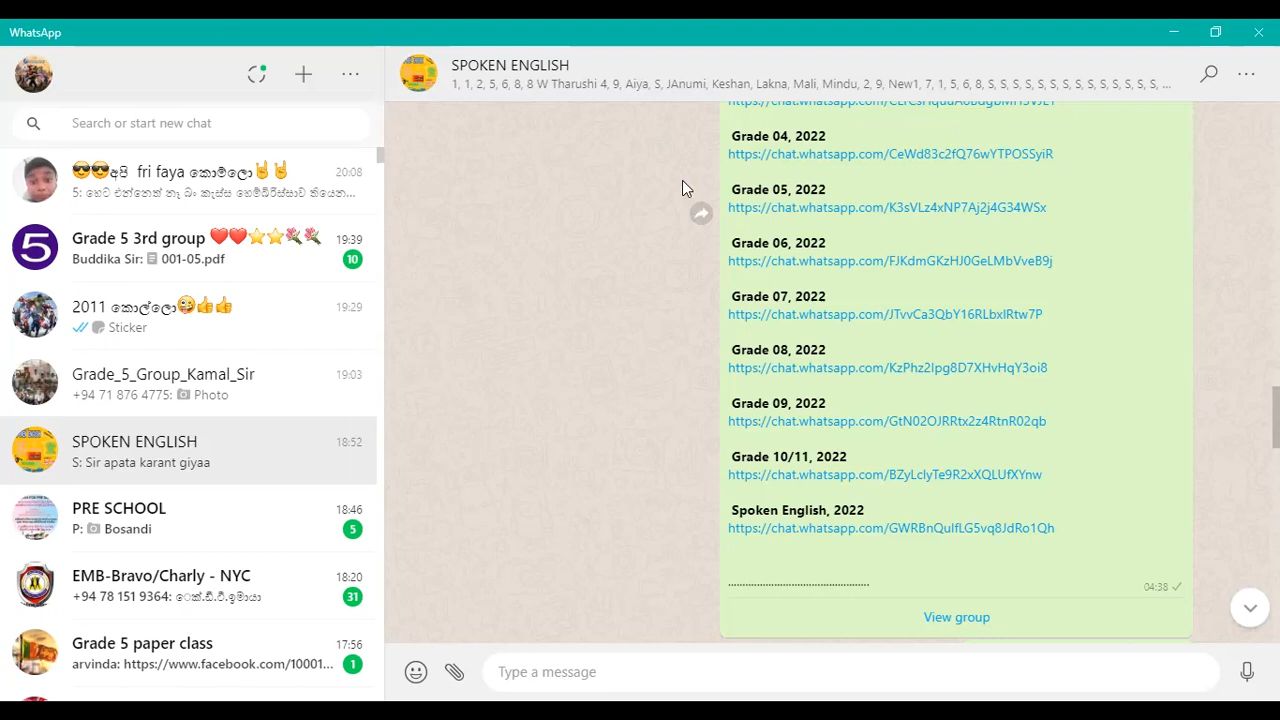 WhatsApp
Search or start new chat
😎😎අපි fri faya කොම්ලො🤘🤘 20:08
5: හෙට එන්නෙත් නෑ බං කැස්ස හෙම්බිරිස්සාව තියෙන...
Grade 5 3rd group ❤️❤️⭐⭐🌹🌹 19:39
Buddika Sir: 001-05.pdf 10
2011 කොල්ලො😜👍👍 19:29
Sticker
Grade_5_Group_Kamal_Sir 19:03
+94 71 876 4775: Photo
SPOKEN ENGLISH 18:52
S: Sir apata karant giyaa
PRE SCHOOL 18:46
P: Bosandi 5
EMB-Bravo/Charly - NYC 18:20
+94 78 151 9364: 31
Grade 5 paper class 17:56
arvinda: https://www.facebook.com/10001... 1
SPOKEN ENGLISH
1, 1, 2, 5, 6, 8, 8 W Tharushi 4, 9, Aiya, S, JAnumi, Keshan, Lakna, Mali, Mindu, 2, 9, New1, 7, 1, 5, 6, 8, S, S, S, S, S, S, S, S, S, S, S, S, S, S, ...
Grade 04, 2022
https://chat.whatsapp.com/CeWd83c2fQ76wYTPOSSyiR
Grade 05, 2022
https://chat.whatsapp.com/K3sVLz4xNP7Aj2j4G34WSx
Grade 06, 2022
https://chat.whatsapp.com/FJKdmGKzHJ0GeLMbVveB9j
Grade 07, 2022
https://chat.whatsapp.com/JTvvCa3QbY16RLbxIRtw7P
Grade 08, 2022
https://chat.whatsapp.com/KzPhz2Ipg8D7XHvHqY3oi8
Grade 09, 2022
https://chat.whatsapp.com/GtN02OJRRtx2z4RtnR02qb
Grade 10/11, 2022
https://chat.whatsapp.com/BZyLclyTe9R2xXQLUfXYnw
Spoken English, 2022
https://chat.whatsapp.com/GWRBnQuIfLG5vq8JdRo1Qh
.................................................
04:38
View group
Type a message